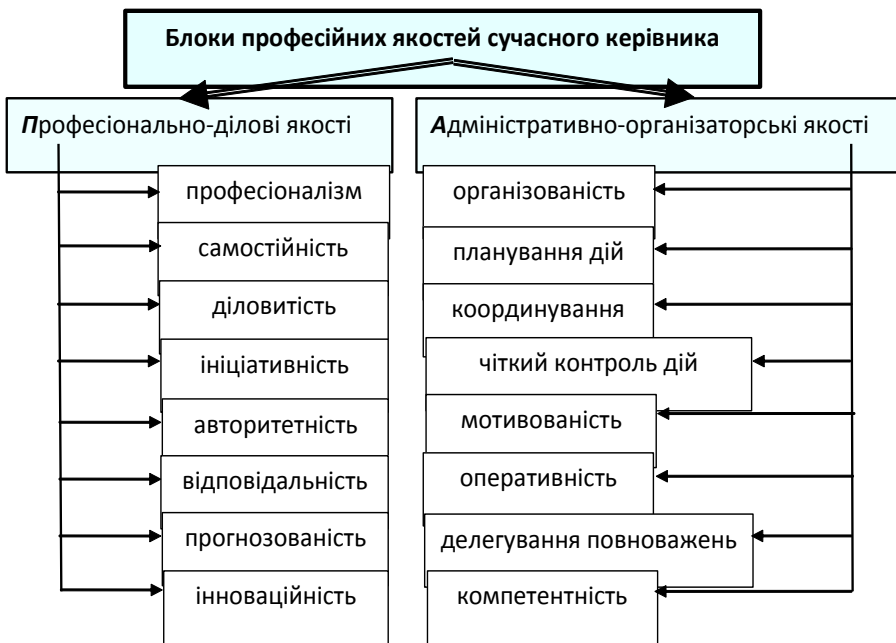 Блоки професійних якостей сучасного керівника
Професіонально-ділові якості
професіоналізм
самостійність
діловитість
ініціативність
авторитетність
відповідальність
прогнозованість
інноваційність
Адміністративно-організаторські якості
організованість
планування дій
координування
чіткий контроль дій
мотивованість
оперативність
делегування повноважень
компетентність